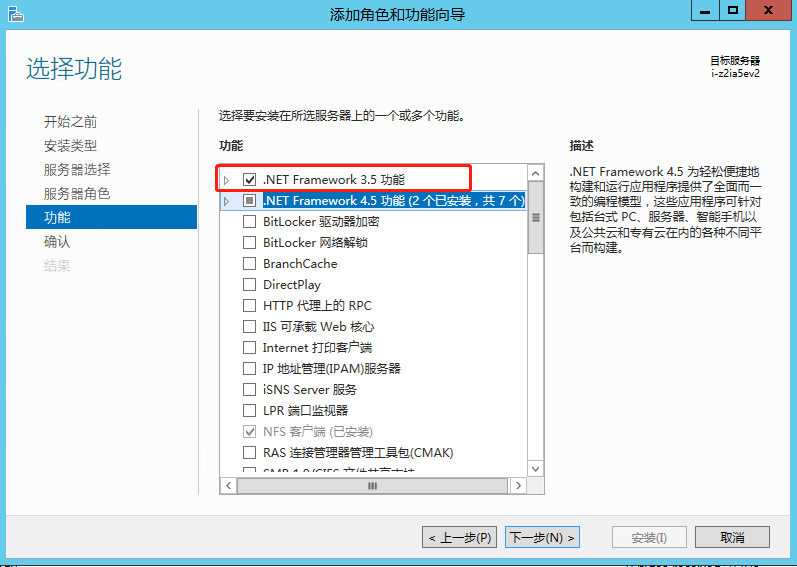 添加角色和功能向导
选择功能
目标服务器
i-z2ia5ev2
开始之前
安装类型
服务器选择
服务器角色
功能
确认
结果
选择要安装在所选服务器上的一个或多个功能。
功能
.NET Framework 3.5 功能
.NET Framework 4.5 功能 (2 个已安装，共 7 个)
BitLocker 驱动器加密
BitLocker 网络解锁
BranchCache
DirectPlay
HTTP 代理上的 RPC
IIS 可承载 Web 核心
Internet 打印客户端
IP 地址管理(IPAM)服务器
iSNS Server 服务
LPR 端口监视器
NFS 客户端 (已安装)
RAS 连接管理器管理工具包(CMAK)
描述
.NET Framework 4.5 为轻松便捷地
构建和运行应用程序提供了全面而一
致的编程模型，这些应用程序可针对
包括台式 PC、服务器、智能手机以
及公共云和专有云在内的各种不同平
台而构建。
< 上一步(P)
下一步(N) >
安装(I)
取消